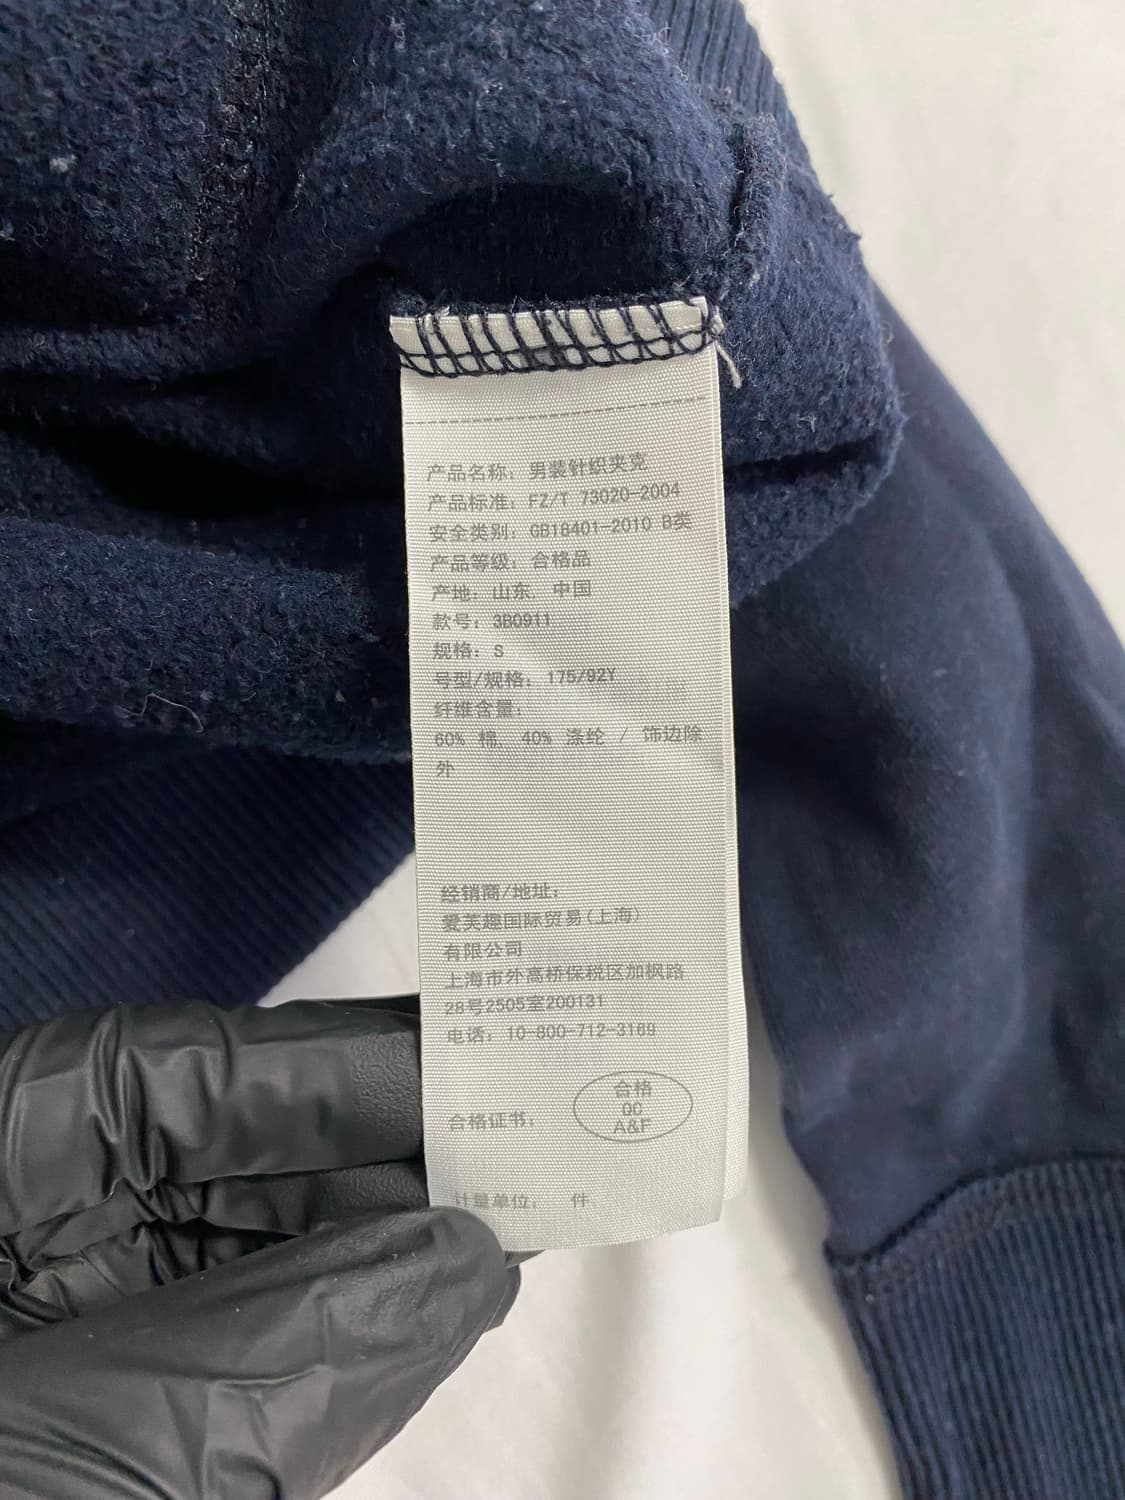 产品名称: 男装针织夹克
产品标准: FZ/T 73020-2004
安全类别: GB18401-2010 B类
产品等级: 合格品
产地: 山东, 中国
款号: 3B0911
规格: S
号型/规格: 175/92Y
纤维含量:
60% 棉, 40% 涤纶 / 饰边除
外
经销商/地址:
爱芙趣国际贸易(上海)
有限公司
上海市外高桥保税区加枫路
28号2505室200131
电话: 10-800-712-3169
合格证书:
合格
QC
A&F
计量单位: 件